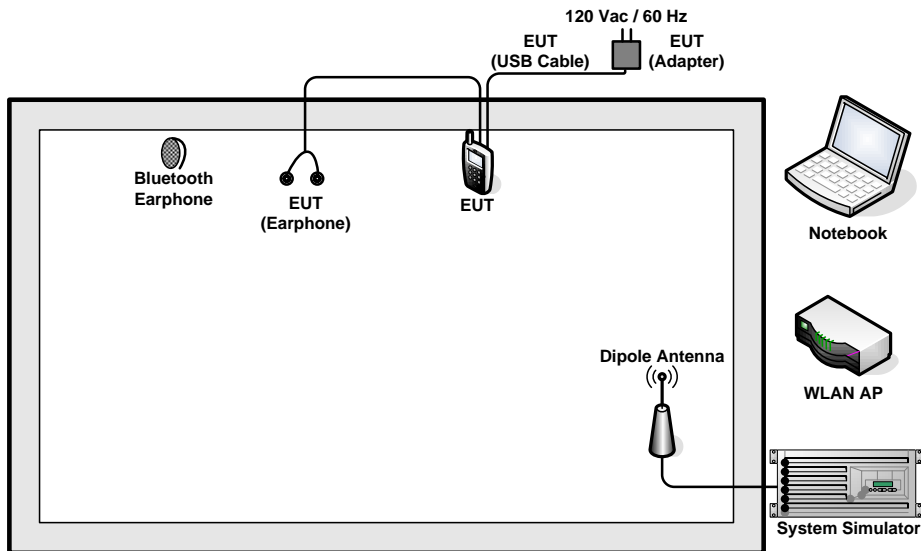 120 Vac / 60 Hz
EUT
(USB Cable)
EUT
(Adapter)
Bluetooth
Earphone
EUT
(Earphone)
EUT
Notebook
Dipole Antenna
WLAN AP
System Simulator